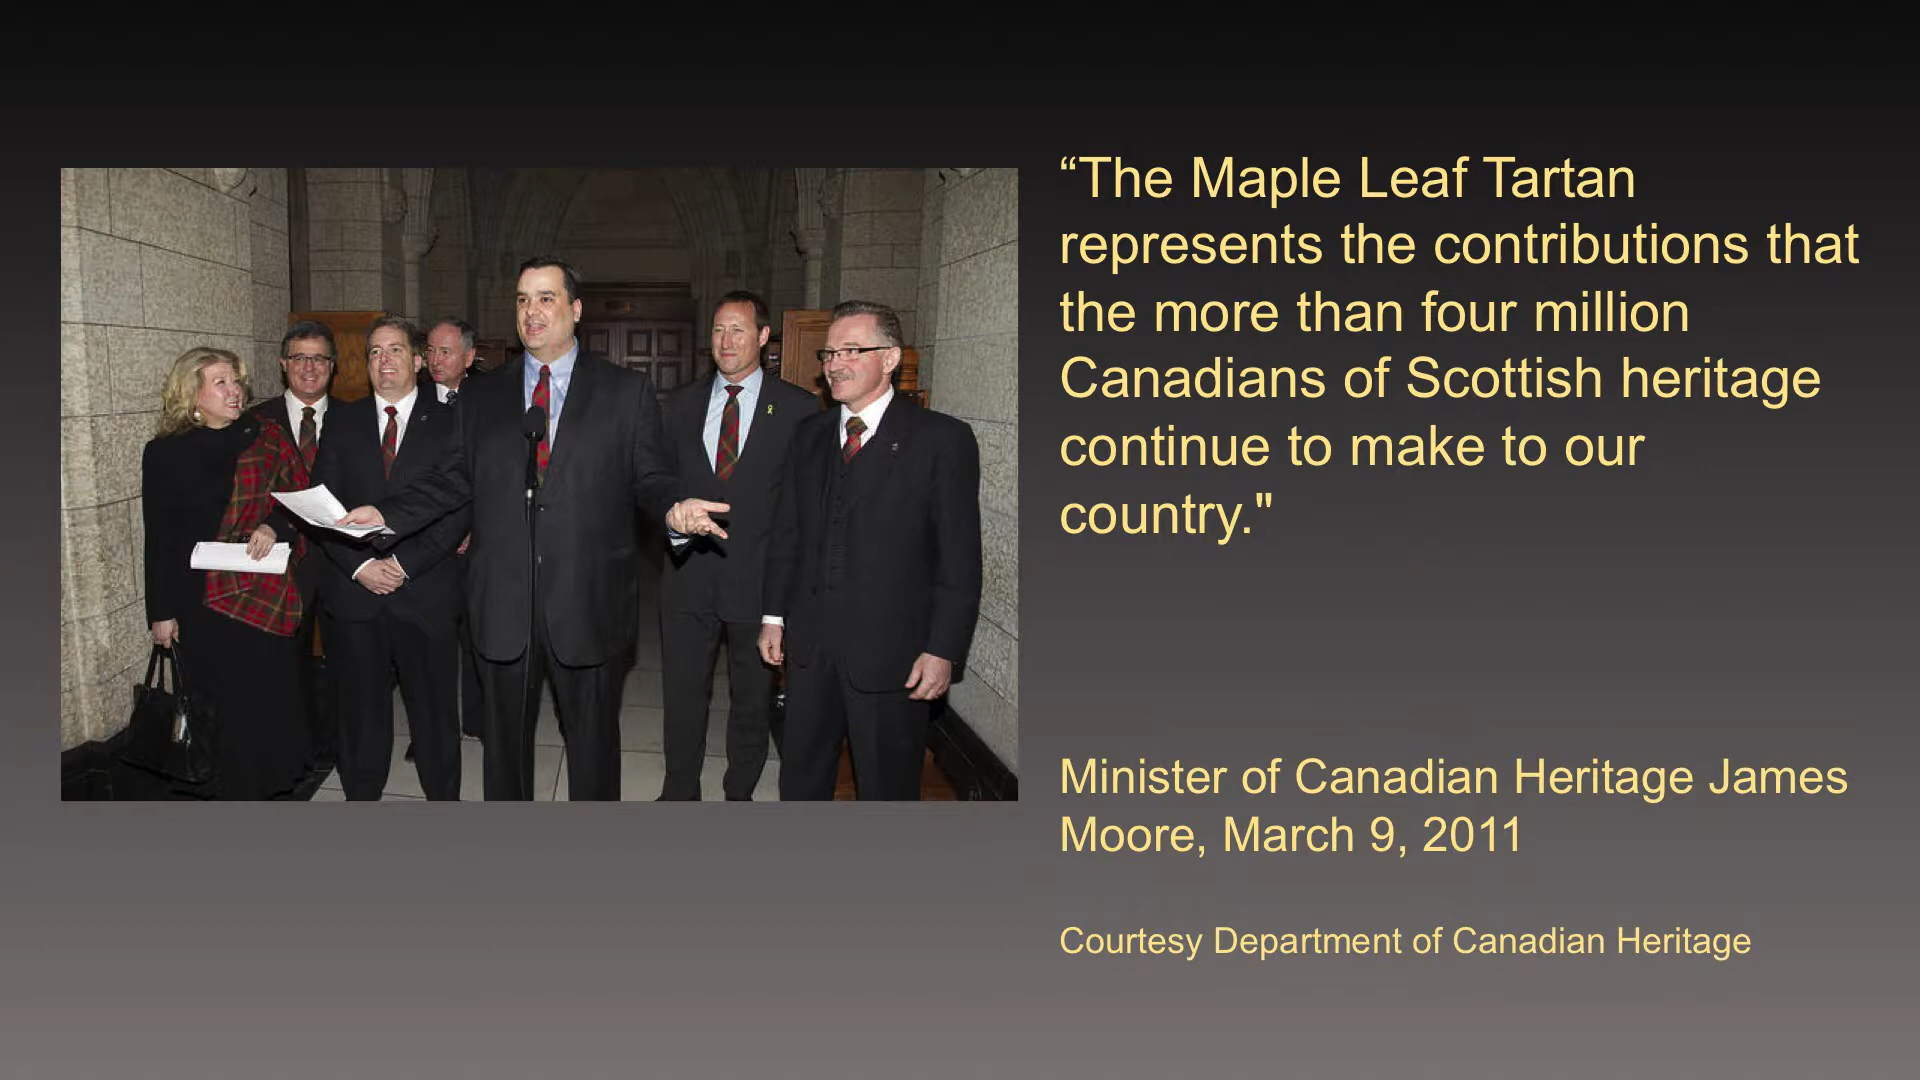 “The Maple Leaf Tartan
represents the contributions that
the more than four million
Canadians of Scottish heritage
continue to make to our
country."
Minister of Canadian Heritage James
Moore, March 9, 2011
Courtesy Department of Canadian Heritage